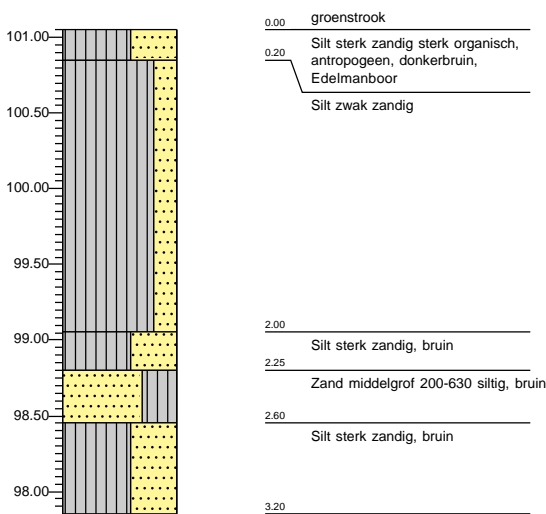 groenstrook
0.00
101.00
Silt sterk zandig sterk organisch,
0.20
antropogeen, donkerbruin,
Edelmanboor
Silt zwak zandig
100.50
100.00
99.50
2.00
99.00
Silt sterk zandig, bruin
2.25
Zand middelgrof 200-630 siltig, bruin
2.60
98.50
Silt sterk zandig, bruin
98.00
3.20